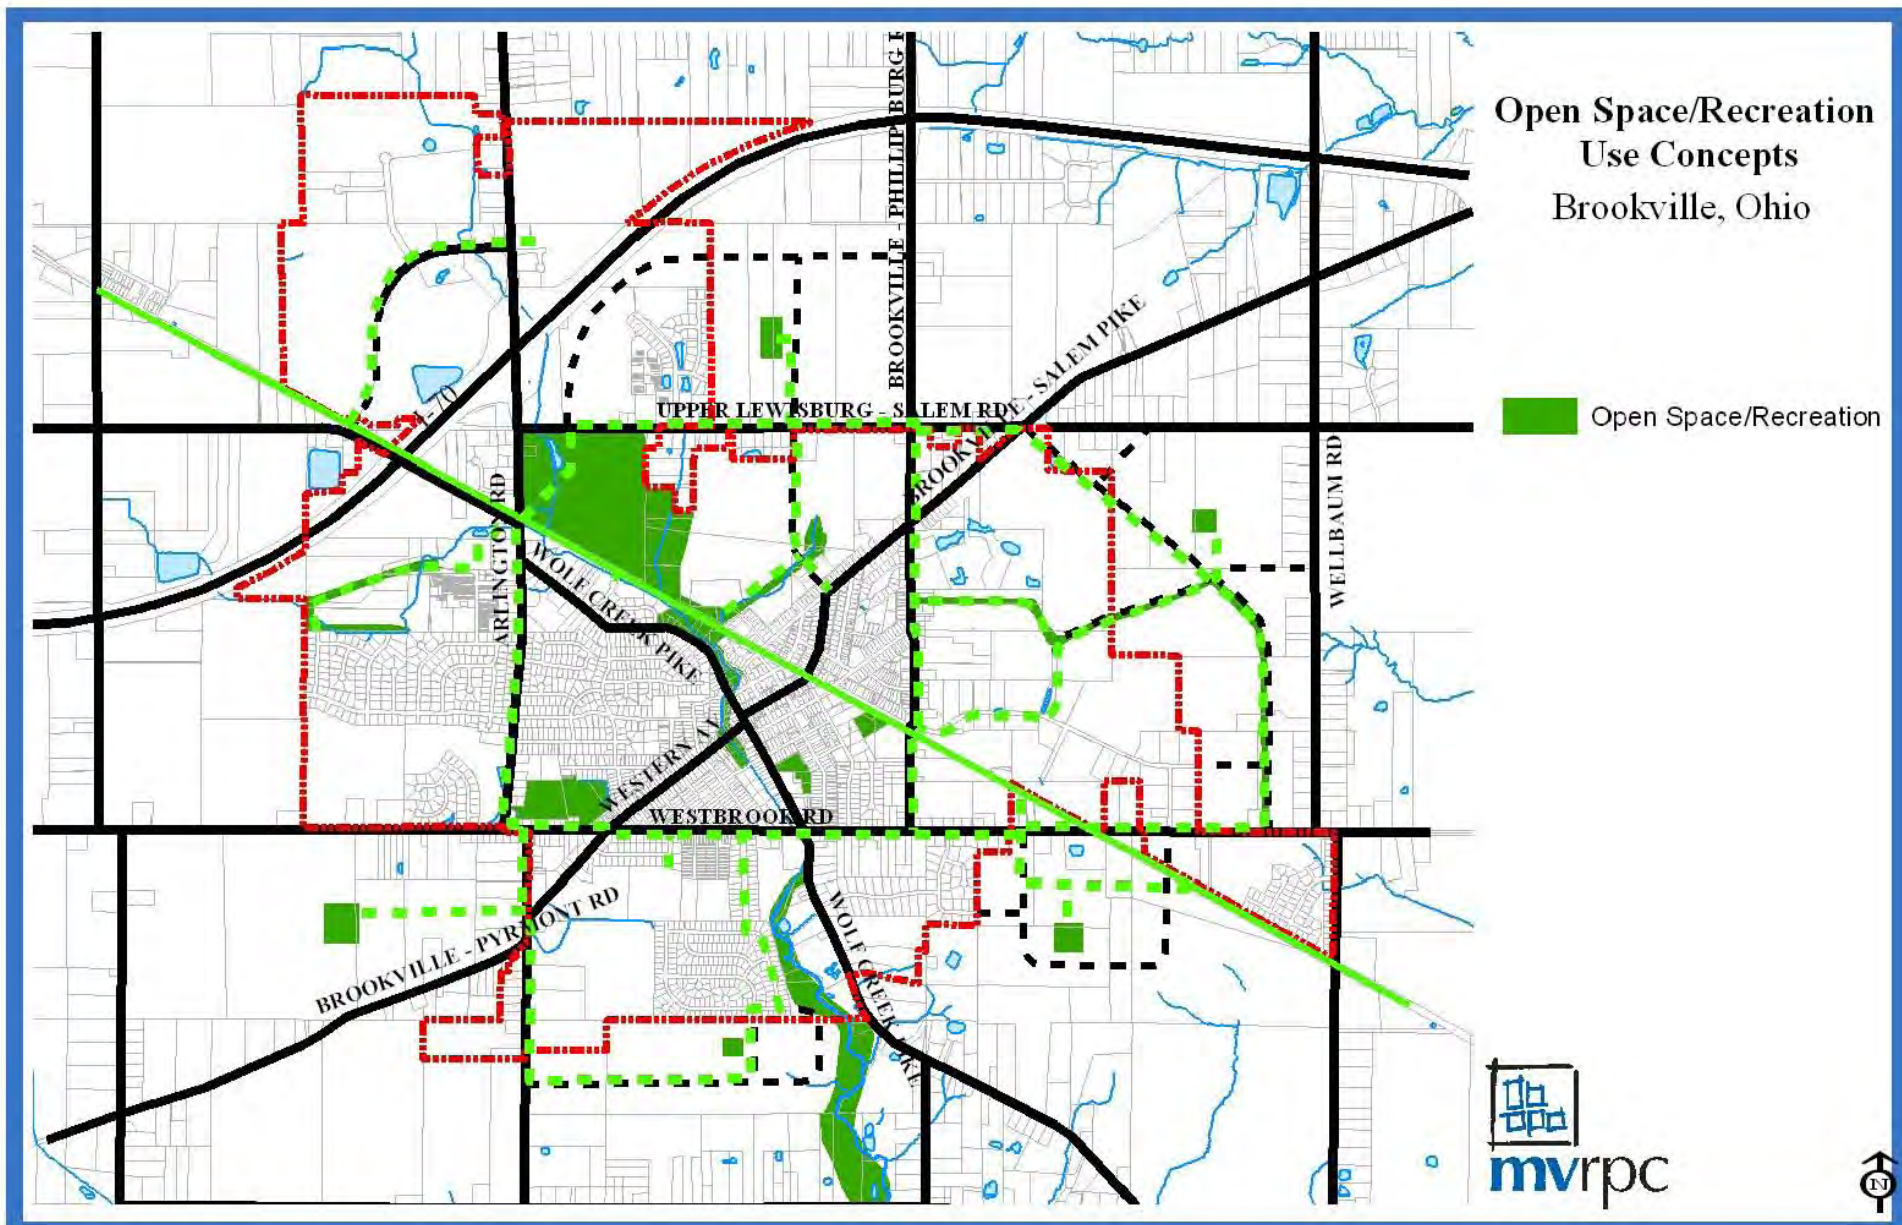 Open Space/Recreation
Use Concepts
Brookville, Ohio
BROOKVILLE - PHILLIPSBURG R
BROOKVILLE - SALEM PIKE
I-70
UPPER LEWISBURG - SALEM RD
Open Space/Recreation
WELLBAUM RD
ARLINGTON RD
WOLF CREEK PIKE
WESTERN AV
WESTBROOK RD
BROOKVILLE - PYRMONT RD
WOLF CREEK PIKE
mvrpc
N